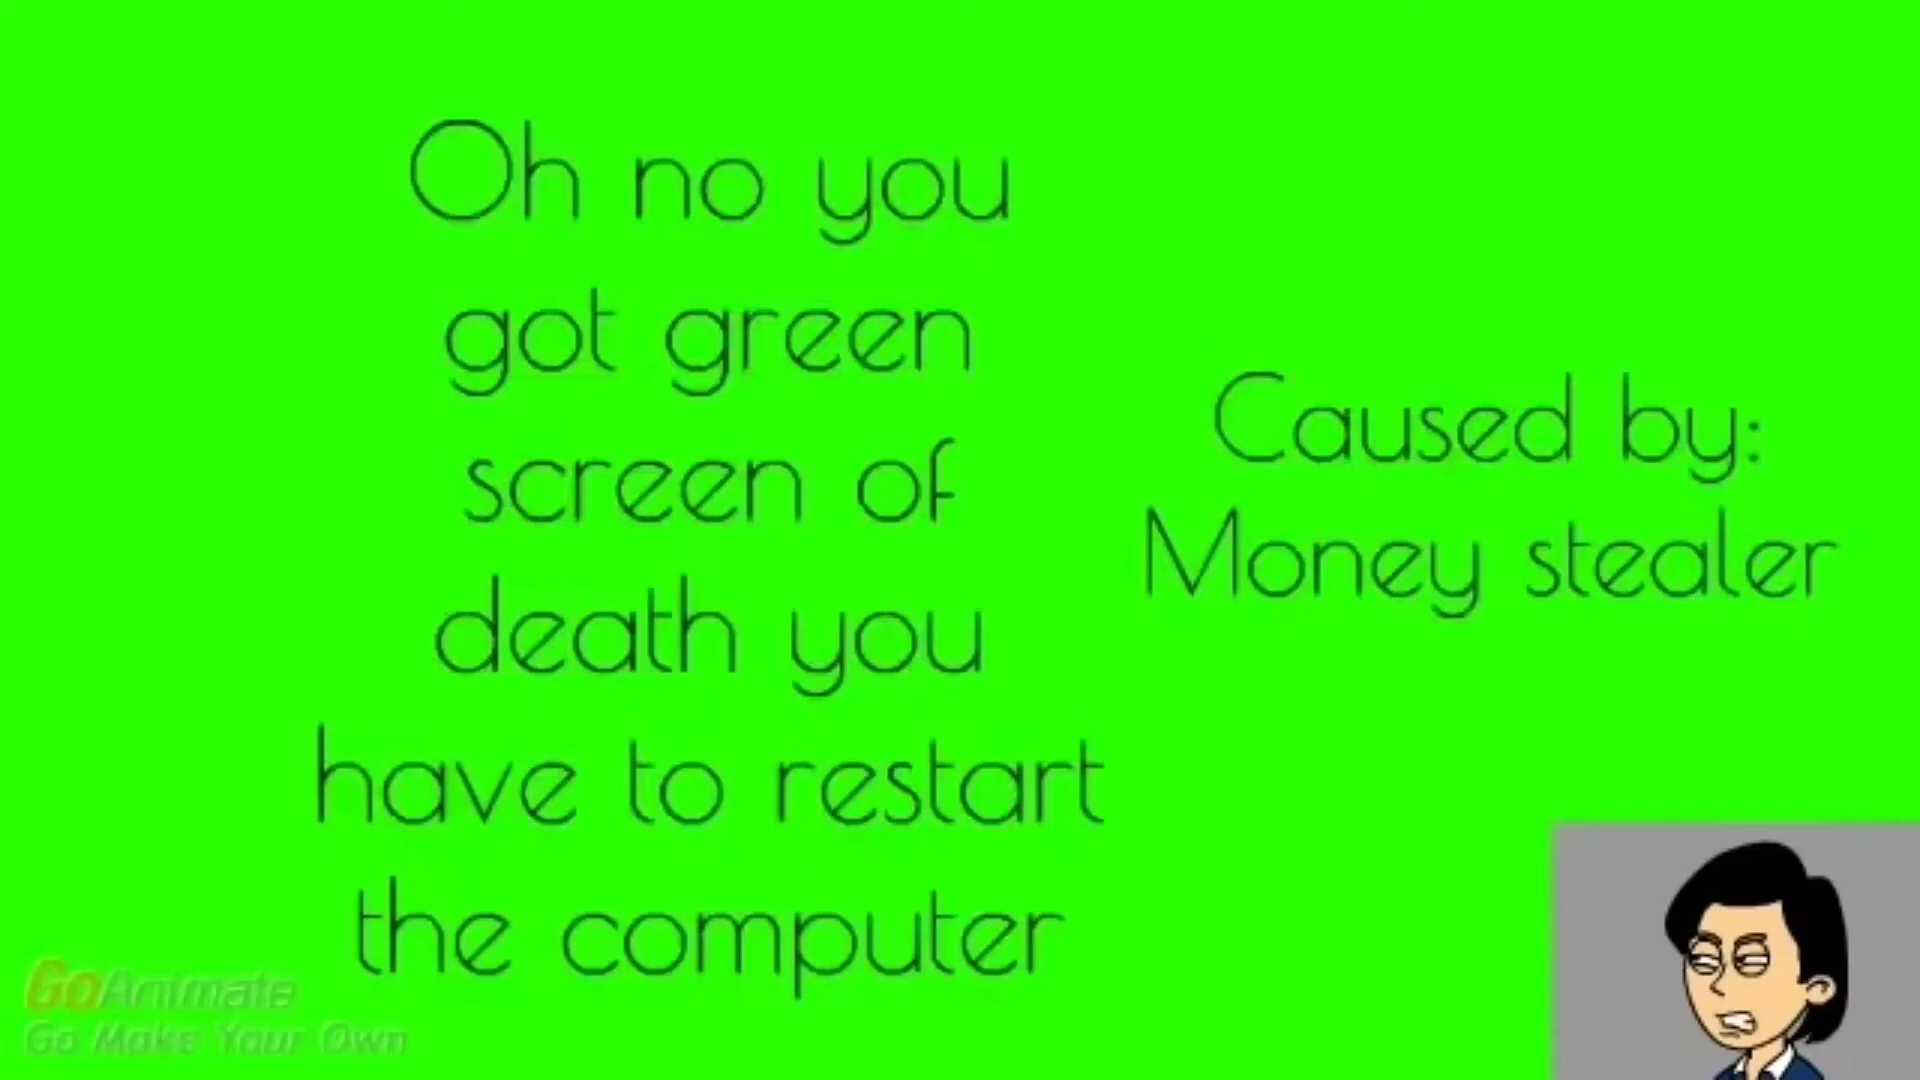 Oh no you
got green
screen of
death you
have to restart
the computer
Caused by:
Money stealer
GoAnimate
Go Make Your Own